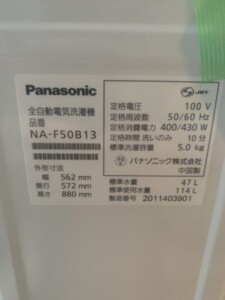 JET
Panasonic
全自動電気洗濯機
品番
NA-F50B13
外形寸法
幅 562 mm
奥行 572 mm
高さ 880 mm
定格電圧 100 V
定格周波数 50/60 Hz
定格消費電力 400/430 W
定格時間 洗いのみ 10分
標準洗濯容量 5.0 kg
パナソニック株式会社
中国製
標準水量 47 L
標準使用水量 114 L
製造番号 2011403901